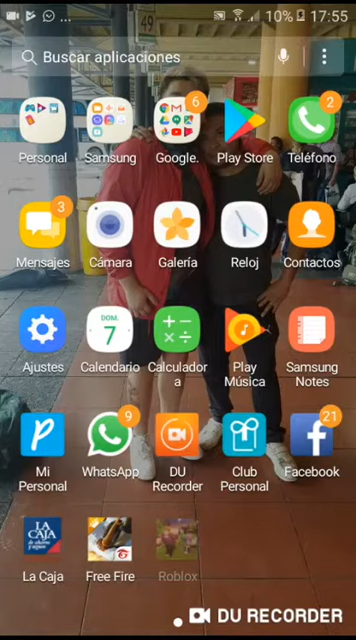 49
10% 17:55
Buscar aplicaciones
6
2
Personal
Samsung
Google.
Play Store
Teléfono
3
Mensajes
Cámara
Galería
Reloj
Contactos
DOM.
7
Ajustes
Calendario
Calculador
a
Play
Música
Samsung
Notes
9
21
Mi
Personal
WhatsApp
DU
Recorder
Club
Personal
Facebook
LA
CAJA
La Caja
Free Fire
Roblox
DU RECORDER